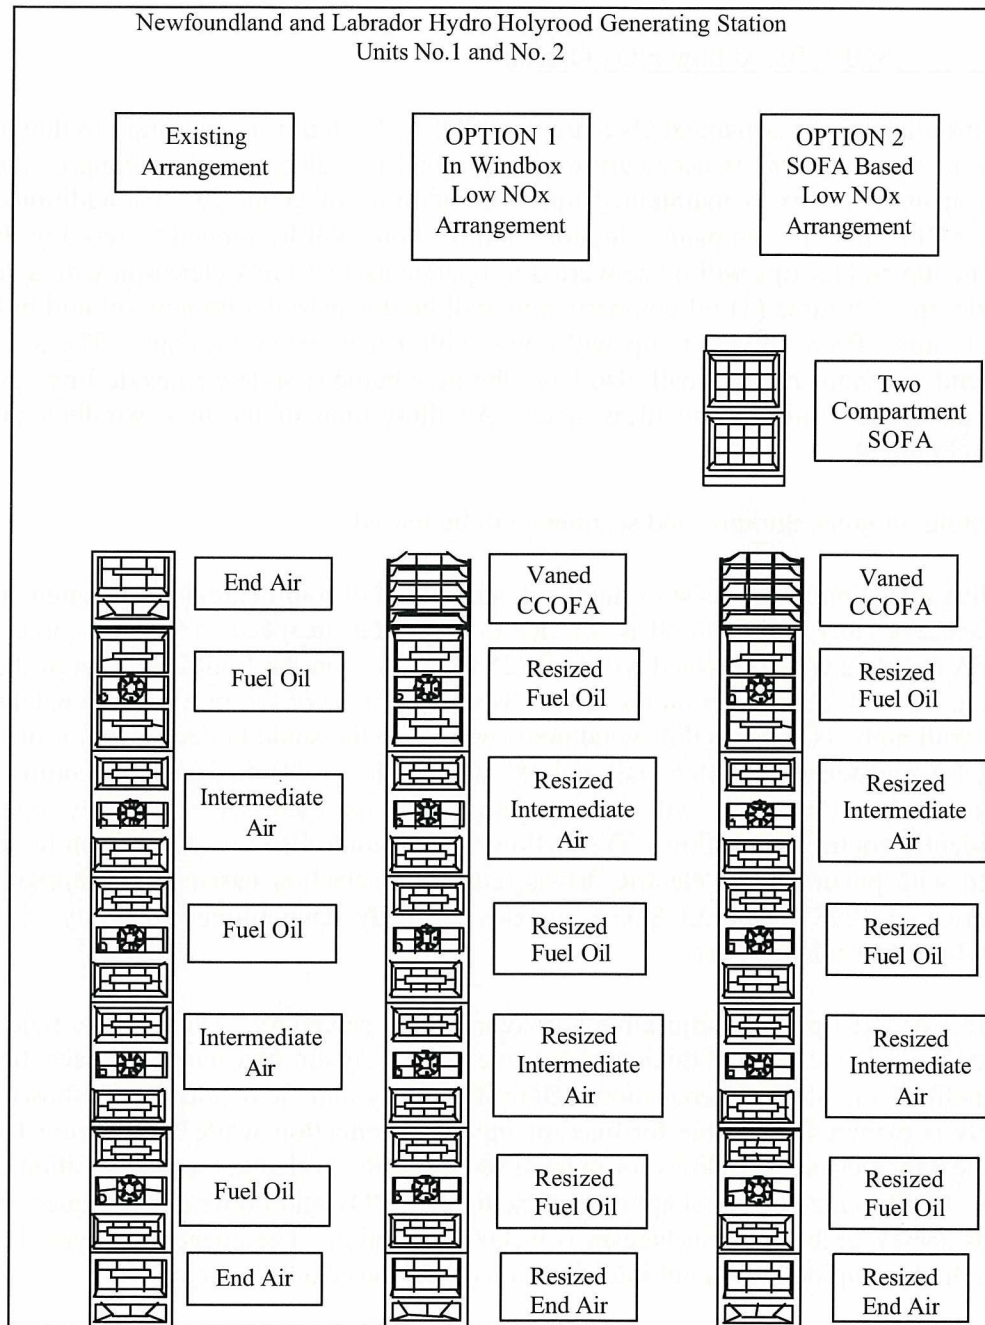 Newfoundland and Labrador Hydro Holyrood Generating Station
Units No.1 and No. 2
Existing
Arrangement
OPTION 1
In Windbox
Low NOx
Arrangement
OPTION 2
SOFA Based
Low NOx
Arrangement
Two
Compartment
SOFA
End Air
Fuel Oil
Intermediate
Air
Fuel Oil
Intermediate
Air
Fuel Oil
End Air
Vaned
CCOFA
Resized
Fuel Oil
Resized
Intermediate
Air
Resized
Fuel Oil
Resized
Intermediate
Air
Resized
Fuel Oil
Resized
End Air
Vaned
CCOFA
Resized
Fuel Oil
Resized
Intermediate
Air
Resized
Fuel Oil
Resized
Intermediate
Air
Resized
Fuel Oil
Resized
End Air